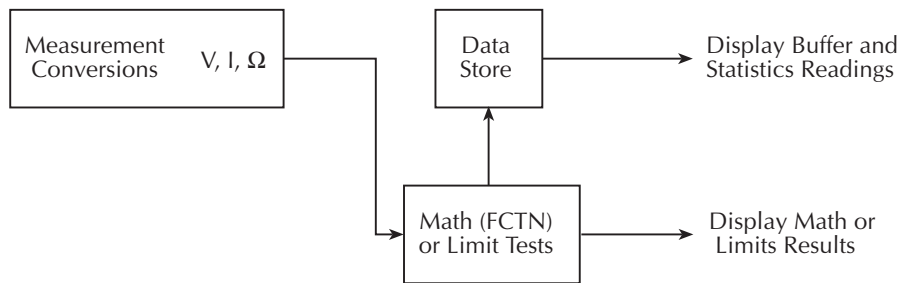 Measurement
Conversions
V, I, Ω
Data
Store
Display Buffer and
Statistics Readings
Math (FCTN)
or Limit Tests
Display Math or
Limits Results